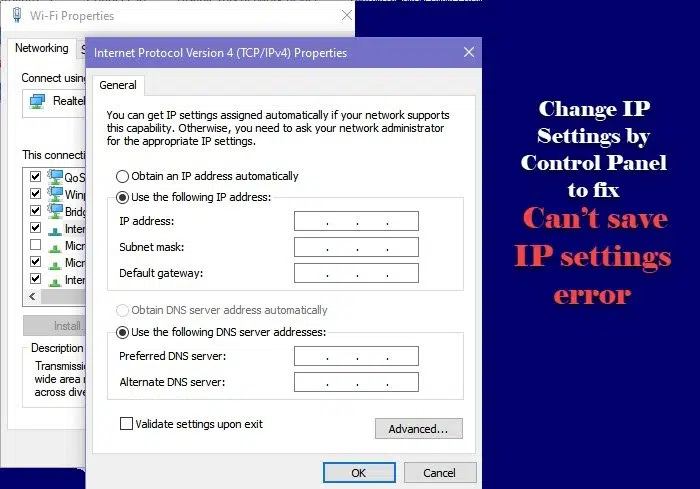 Wi-Fi Properties
Networking
Connect using
Realtek
This connecti
QoS
Winp
Bridg
Inter
Micr
Micr
Inter
Install...
Description
Transmissi
wide area
across dive
Internet Protocol Version 4 (TCP/IPv4) Properties
General
You can get IP settings assigned automatically if your network supports
this capability. Otherwise, you need to ask your network administrator
for the appropriate IP settings.
Obtain an IP address automatically
Use the following IP address:
IP address:
Subnet mask:
Default gateway:
Obtain DNS server address automatically
Use the following DNS server addresses:
Preferred DNS server:
Alternate DNS server:
Validate settings upon exit
Advanced...
OK
Cancel
Change IP
Settings by
Control Panel
to fix
Can't save
IP settings
error